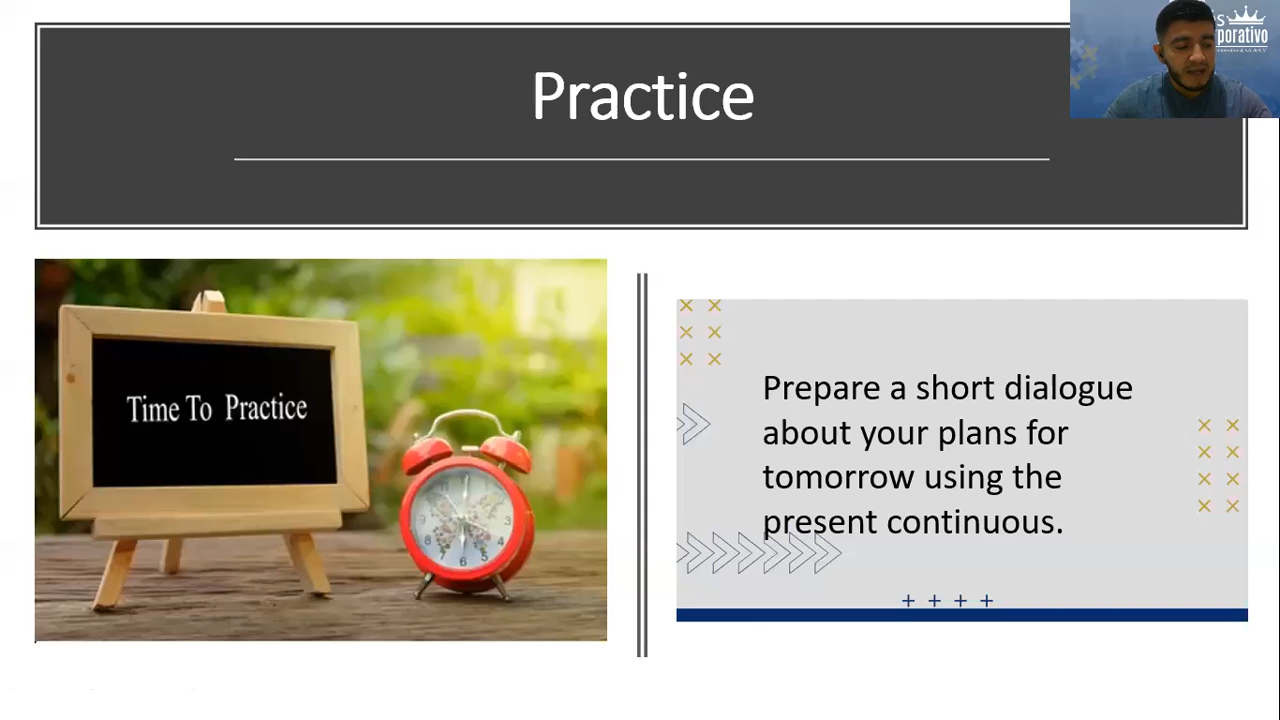 Practice
Time To Practice
Prepare a short dialogue
about your plans for
tomorrow using the
present continuous.